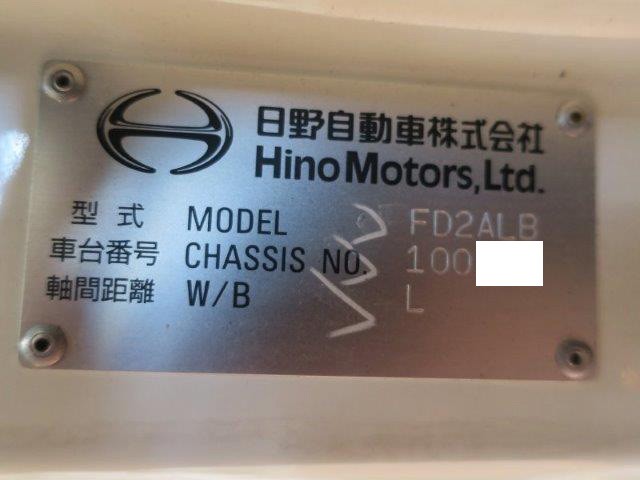 日野自動車株式会社
Hino Motors, Ltd.
型式 MODEL FD2ALB
車台番号 CHASSIS NO. 100
軸間距離 W/B L